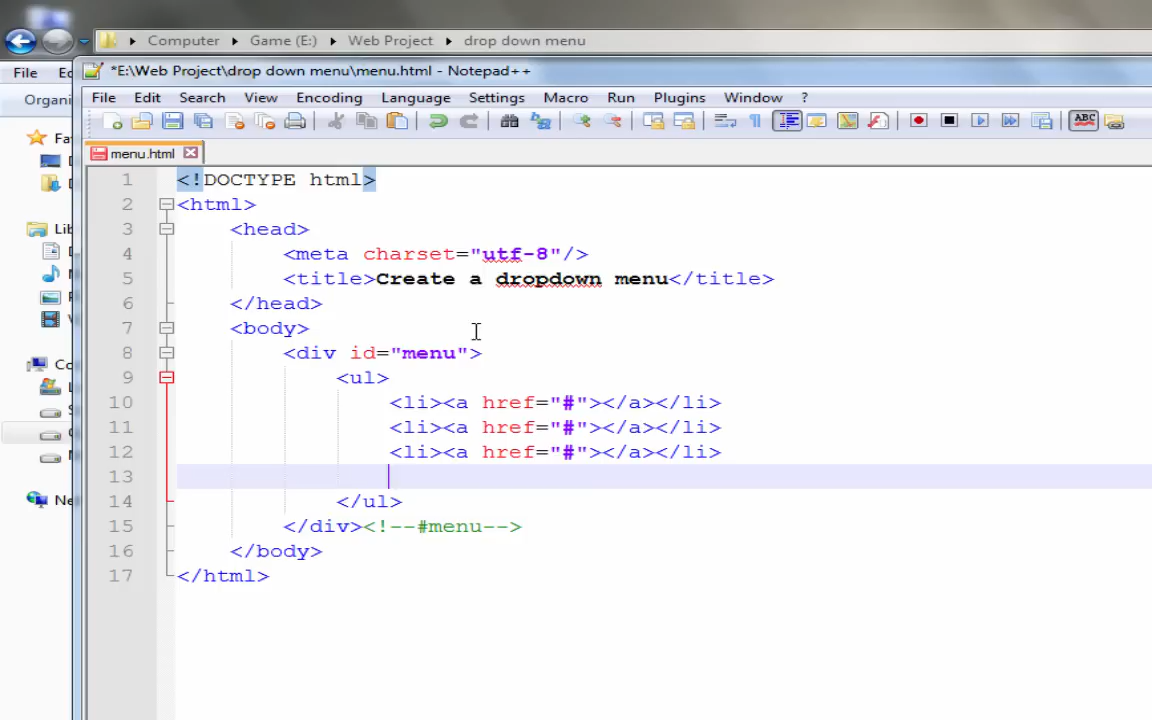 Computer Game (E:) Web Project drop down menu
File
*E:\Web Project\drop down menu\menu.html - Notepad++
File Edit Search View Encoding Language Settings Macro Run Plugins Window ?
Organi
ABC
menu.html
1 <!DOCTYPE html>
2 <html>
3 <head>
4 <meta charset="utf-8"/>
5 <title>Create a dropdown menu</title>
6 </head>
7 <body>
8 <div id="menu">
9 <ul>
10 <li><a href="#"></a></li>
11 <li><a href="#"></a></li>
12 <li><a href="#"></a></li>
13
14 </ul>
15 </div><!--#menu-->
16 </body>
17 </html>